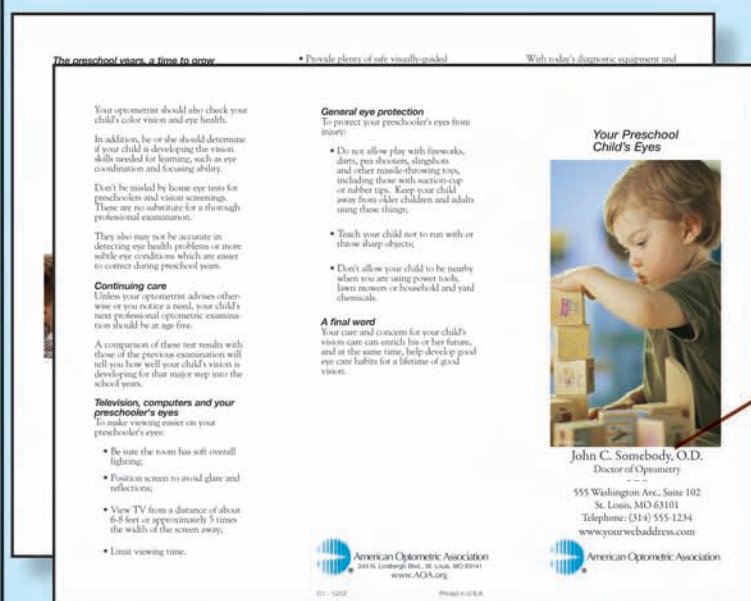 The preschool years, a time to grow
• Provide plenty of safe visually-guided
With today's diagnostic equipment and
Your optometrist should also check your
child's color vision and eye health.
In addition, he or she should determine
if your child is developing the vision
skills needed for learning, such as eye
coordination and focusing ability.
Don't be misled by home eye tests for
preschoolers and vision screenings.
These are no substitute for a thorough
professional examination.
They also may not be accurate in
detecting eye health problems or more
subtle eye conditions which are easier
to correct during preschool years.
Continuing care
Unless your optometrist advises other-
wise or you notice a need, your child's
next professional optometric examina-
tion should be at age five.
A comparison of these test results with
those of the previous examination will
tell you how well your child's vision is
developing for that major step into the
school years.
Television, computers and your
preschooler's eyes
To make viewing easier on your
preschooler's eyes:
• Be sure the room has soft overall
lighting;
• Position screen to avoid glare and
reflections;
• View TV from a distance of about
6-8 feet or approximately 5 times
the width of the screen away;
• Limit viewing time.
General eye protection
To protect your preschooler's eyes from
injury:
• Do not allow play with fireworks,
darts, pea shooters, slingshots
and other missile-throwing toys,
including those with suction-cup
or rubber tips. Keep your child
away from older children and adults
using these things;
• Teach your child not to run with or
throw sharp objects;
• Don't allow your child to be nearby
when you are using power tools,
lawn mowers or household and yard
chemicals.
A final word
Your care and concern for your child's
vision care can enrich his or her future,
and at the same time, help develop good
eye care habits for a lifetime of good
vision.
American Optometric Association
243 N. Lindbergh Blvd., St. Louis, MO 63141
www.AOA.org
C1 - 12/07
Printed in U.S.A.
Your Preschool
Child's Eyes
John C. Somebody, O.D.
Doctor of Optometry
555 Washington Ave., Suite 102
St. Louis, MO 63101
Telephone: (314) 555-1234
www.yourwebaddress.com
American Optometric Association